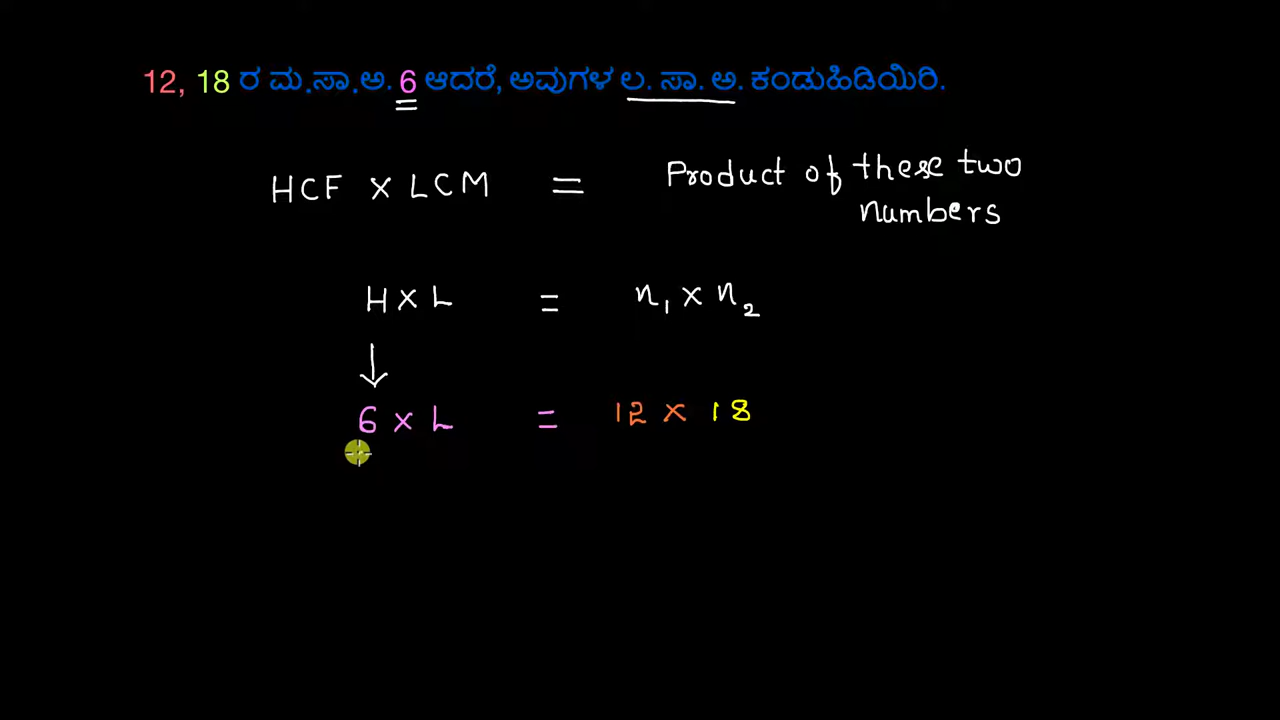 12, 18 ರ ಮ.ಸಾ.ಅ. 6 ಆದರೆ, ಅವುಗಳ ಲ. ಸಾ. ಅ. ಕಂಡುಹಿಡಿಯಿರಿ.
HCF × LCM = Product of these two numbers
H × L = n₁ × n₂
↓
6 × L = 12 × 18